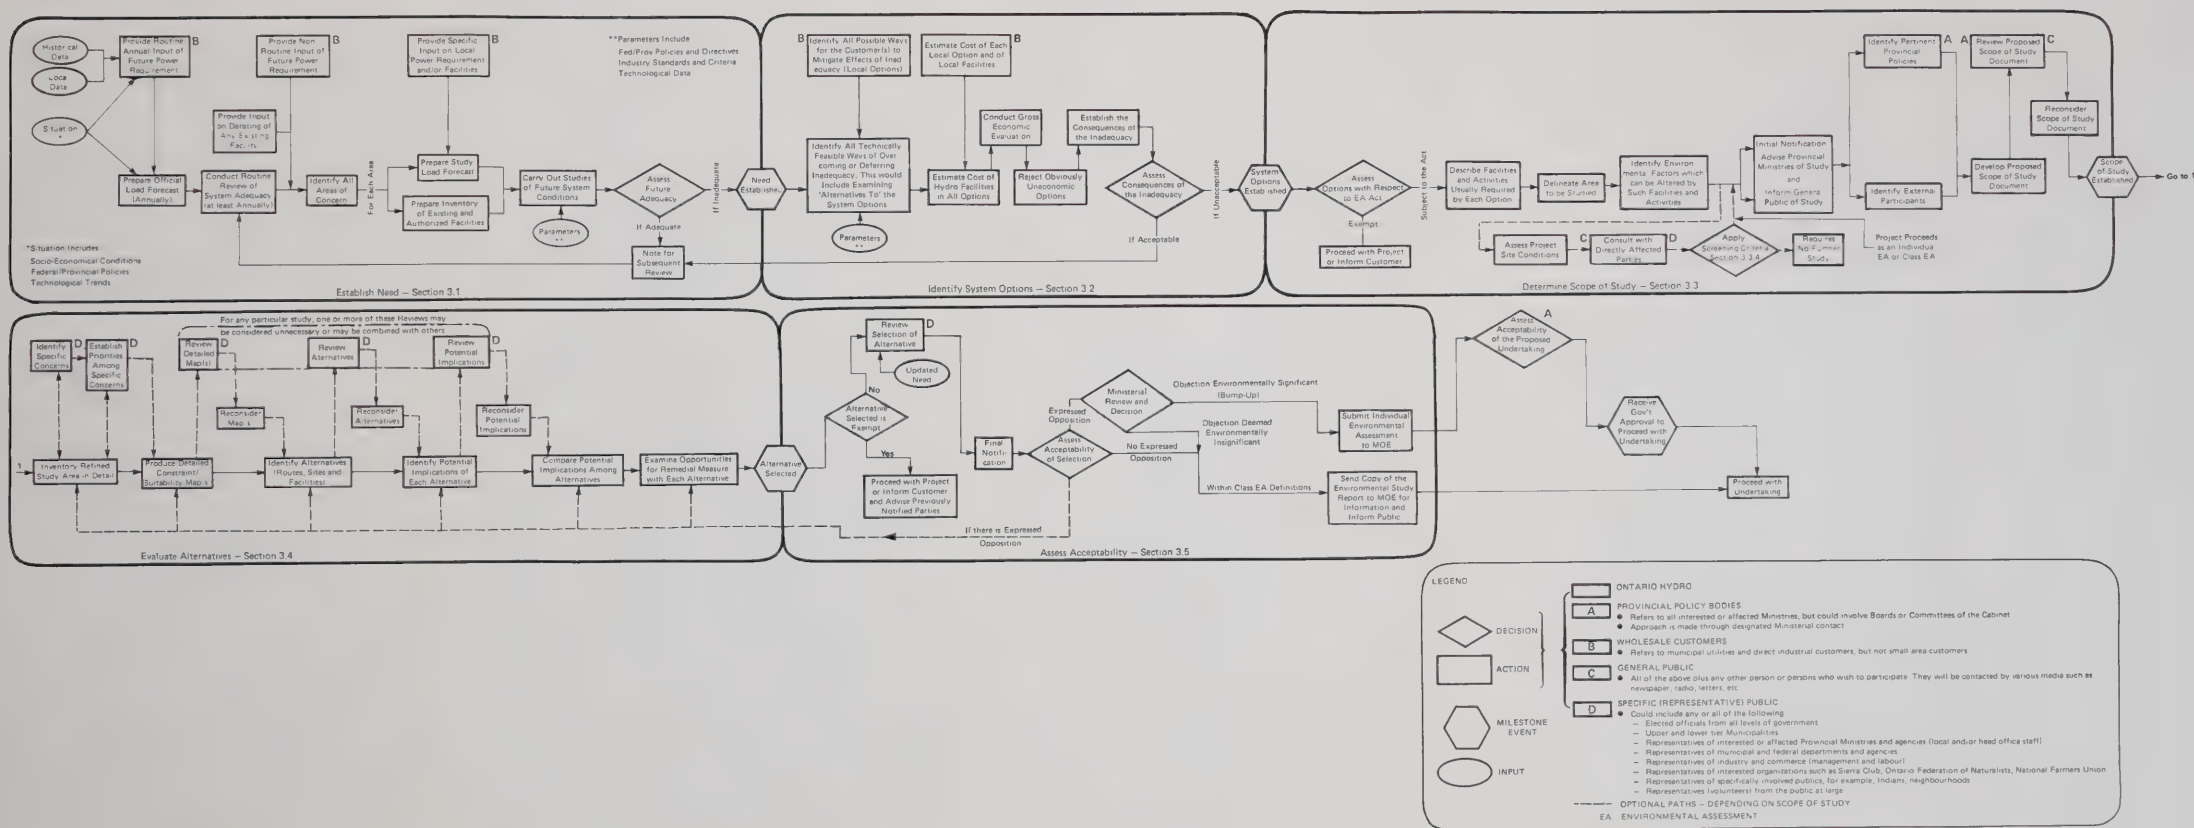 Historical
Data
Local
Data
Situation
*
Provide Routine
Annual Input of
Future Power
Requirement
B
Provide Non
Routine Input of
Future Power
Requirement
B
Provide Specific
Input on Local
Power Requirement
and/or Facilities
B
**Parameters Include
Fed/Prov Policies and Directives
Industry Standards and Criteria
Technological Data
Provide Input
on Derating of
Any Existing
Facility
Prepare Official
Load Forecast
(Annually)
Conduct Routine
Review of
System Adequacy
(at least Annually)
Identify All
Areas of
Concern
For Each Area
Prepare Study
Load Forecast
Prepare Inventory
of Existing and
Authorized Facilities
Carry Out Studies
of Future System
Conditions
Parameters
**
Assess
Future
Adequacy
If Inadequate
If Adequate
Note for
Subsequent
Review
*Situation Includes
Socio-Economical Conditions
Federal/Provincial Policies
Technological Trends
Establish Need – Section 3.1
Need
B
Identify All Possible Ways
for the Customer(s) to
Mitigate Effects of Inad
equacy (Local Options)
Estimate Cost of Each
Local Option and of
Local Facilities
B
Identify All Technically
Feasible Ways of Over
coming or Deferring
Inadequacy. This would
Include Examining
'Alternatives To' the
System Options
Parameters
**
Estimate Cost of
Hydro Facilities
in All Options
Conduct Gross
Economic
Evaluation
Reject Obviously
Uneconomic
Options
Establish the
Consequences of
the Inadequacy
Assess
Consequences of
the Inadequacy
If Unacceptable
If Acceptable
Identify System Options – Section 3.2
System
Options
Established
Assess
Options with Respect
to EA Act
Exempt
Proceed with Project
or Inform Customer
Subject to the Act
Describe Facilities
and Activities
Usually Required
by Each Option
Delineate Area
to be Studied
Identify Environ
mental Factors which
can be Altered by
Such Facilities and
Activities
Initial Notification
Advise Provincial
Ministries of Study
and
Inform General
Public of Study
Identify Pertinent
Provincial
Policies
A
Identify External
Participants
A
Review Proposed
Scope of Study
Document
C
Develop Proposed
Scope of Study
Document
Reconsider
Scope of Study
Document
Scope
of Study
Established
Go to 1
Assess Project
Site Conditions
C
Consult with
Directly Affected
Parties
D
Apply
Screening Criteria
Section 3.3.4
Requires
No Further
Study
Project Proceeds
as an Individual
EA or Class EA
Determine Scope of Study – Section 3.3
For any particular study, one or more of these Reviews may
be considered unnecessary or may be combined with others
Identify
Specific
Concerns
D
Establish
Priorities
Among
Specific
Concerns
D
Review
Detailed
Map(s)
D
Review
Alternatives
D
Review
Potential
Implications
D
Reconsider
Map s
Reconsider
Alternatives
Reconsider
Potential
Implications
1
Inventory Refined
Study Area in Detail
Produce Detailed
Constraint/
Suitability Map s
Identify Alternatives
(Routes, Sites and
Facilities)
Identify Potential
Implications of
Each Alternative
Compare Potential
Implications Among
Alternatives
Examine Opportunities
for Remedial Measure
with Each Alternative
Alternative
Selected
Evaluate Alternatives – Section 3.4
Review
Selection of
Alternative
D
Updated
Need
No
Alternative
Selected is
Exempt
Yes
Proceed with Project
or Inform Customer
and Advise Previously
Notified Parties
Final
Notifi-
cation
Assess
Acceptability
of Selection
Expressed
Opposition
Ministerial
Review and
Decision
Objection Environmentally Significant
(Bump-Up)
Objection Deemed
Environmentally
Insignificant
No Expressed
Opposition
Within Class EA Definitions
If there is Expressed
Opposition
Submit Individual
Environmental
Assessment
to MOE
Send Copy of the
Environmental Study
Report to MOE for
Information and
Inform Public
Assess Acceptability – Section 3.5
Assess
Acceptability
of the Proposed
Undertaking
A
Receive
Gov't
Approval to
Proceed with
Undertaking
Proceed with
Undertaking
LEGEND
DECISION
ACTION
MILESTONE
EVENT
INPUT
ONTARIO HYDRO
A
PROVINCIAL POLICY BODIES
● Refers to all interested or affected Ministries, but could involve Boards or Committees of the Cabinet
● Approach is made through designated Ministerial contact
B
WHOLESALE CUSTOMERS
● Refers to municipal utilities and direct industrial customers, but not small area customers
C
GENERAL PUBLIC
● All of the above plus any other person or persons who wish to participate They will be contacted by various media such as
newspaper, radio, letters, etc
D
SPECIFIC (REPRESENTATIVE) PUBLIC
● Could include any or all of the following
– Elected officials from all levels of government
– Upper and lower tier Municipalities
– Representatives of interested or affected Provincial Ministries and agencies (local and/or head office staff)
– Representatives of municipal and federal departments and agencies
– Representatives of industry and commerce (management and labour)
– Representatives of interested organizations such as Sierra Club, Ontario Federation of Naturalists, National Farmers Union
– Representatives of specifically involved publics, for example, Indians, neighbourhoods
– Representatives (volunteers) from the public at large
OPTIONAL PATHS – DEPENDING ON SCOPE OF STUDY
EA ENVIRONMENTAL ASSESSMENT